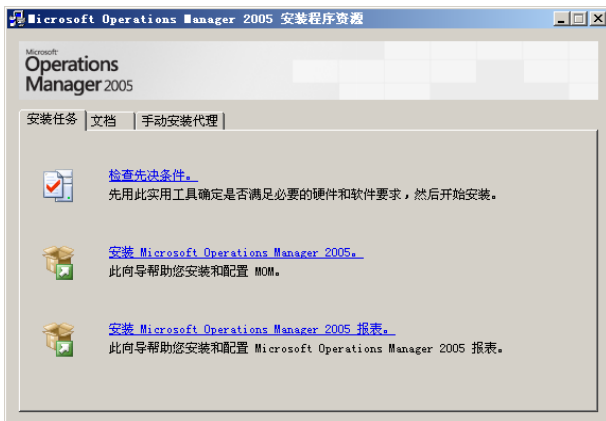 Microsoft Operations Manager 2005 安装程序资源
Microsoft
Operations
Manager 2005
安装任务 文档 手动安装代理
检查先决条件。
先用此实用工具确定是否满足必要的硬件和软件要求，然后开始安装。
安装 Microsoft Operations Manager 2005。
此向导帮助您安装和配置 MOM。
安装 Microsoft Operations Manager 2005 报表。
此向导帮助您安装和配置 Microsoft Operations Manager 2005 报表。